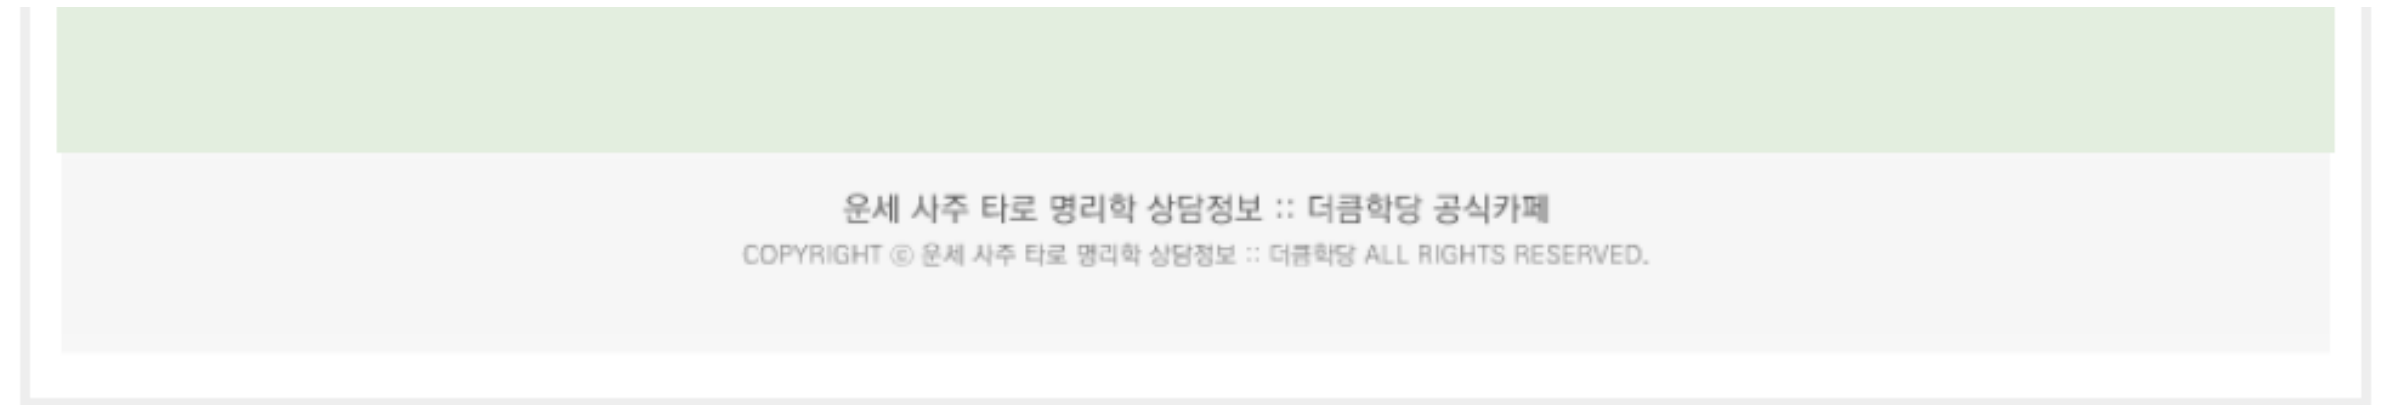 운세 사주 타로 명리학 상담정보 :: 더큼학당 공식카페
COPYRIGHT ⓒ 운세 사주 타로 명리학 상담정보 :: 더큼학당 ALL RIGHTS RESERVED.